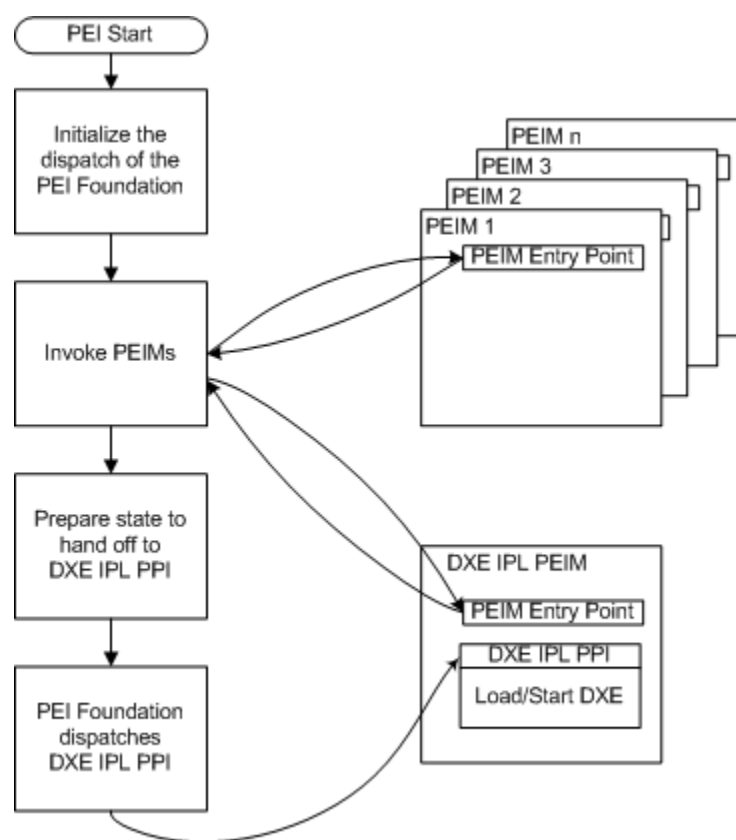 PEI Start
Initialize the
dispatch of the
PEI Foundation
Invoke PEIMs
Prepare state to
hand off to
DXE IPL PPI
PEI Foundation
dispatches
DXE IPL PPI
PEIM n
PEIM 3
PEIM 2
PEIM 1
PEIM Entry Point
DXE IPL PEIM
PEIM Entry Point
DXE IPL PPI
Load/Start DXE